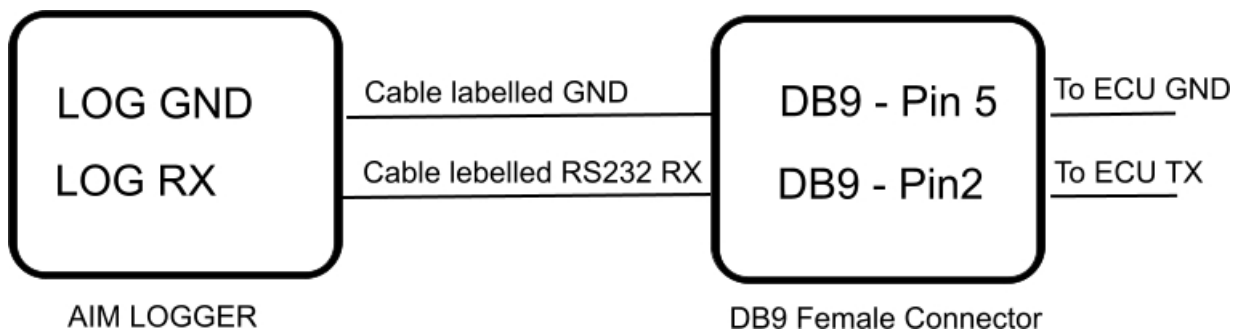 LOG GND
LOG RX
Cable labelled GND
Cable lebelled RS232 RX
DB9 - Pin 5
DB9 - Pin2
To ECU GND
To ECU TX
AIM LOGGER
DB9 Female Connector